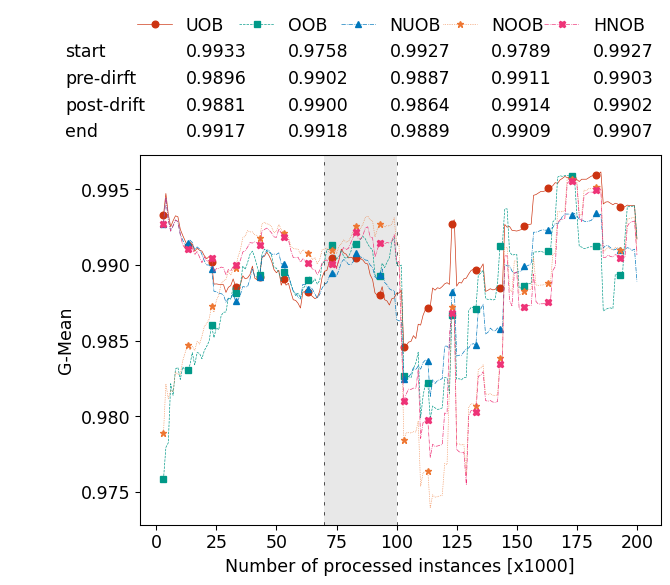 UOB OOB NUOB NOOB HNOB
start 0.9933 0.9758 0.9927 0.9789 0.9927
pre-dirft 0.9896 0.9902 0.9887 0.9911 0.9903
post-drift 0.9881 0.9900 0.9864 0.9914 0.9902
end 0.9917 0.9918 0.9889 0.9909 0.9907
0.995
0.990
0.985
0.980
0.975
G-Mean
0 25 50 75 100 125 150 175 200
Number of processed instances [x1000]